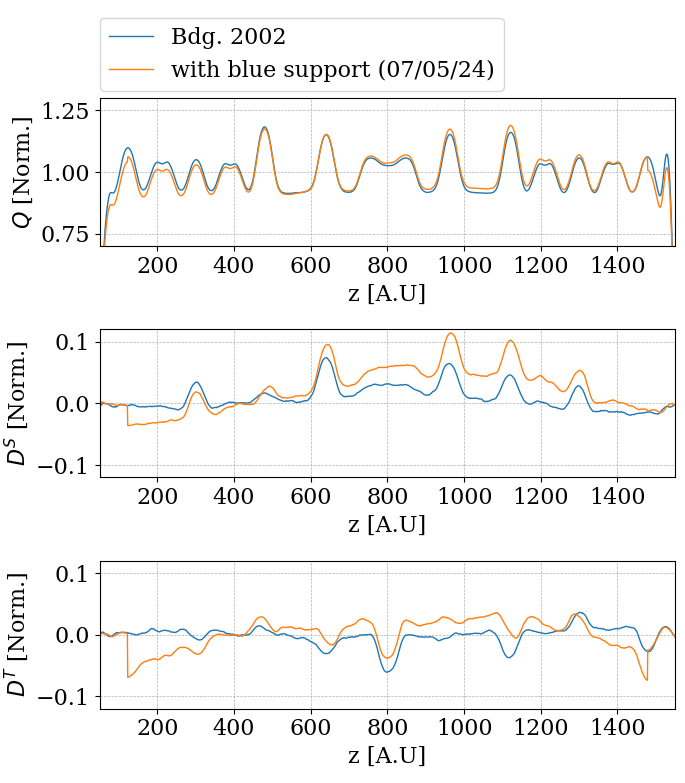 Bdg. 2002
with blue support (07/05/24)
Q [Norm.]
1.25
1.00
0.75
200 400 600 800 1000 1200 1400
z [A.U]
D^S [Norm.]
0.1
0.0
−0.1
200 400 600 800 1000 1200 1400
z [A.U]
D^T [Norm.]
0.1
0.0
−0.1
200 400 600 800 1000 1200 1400
z [A.U]